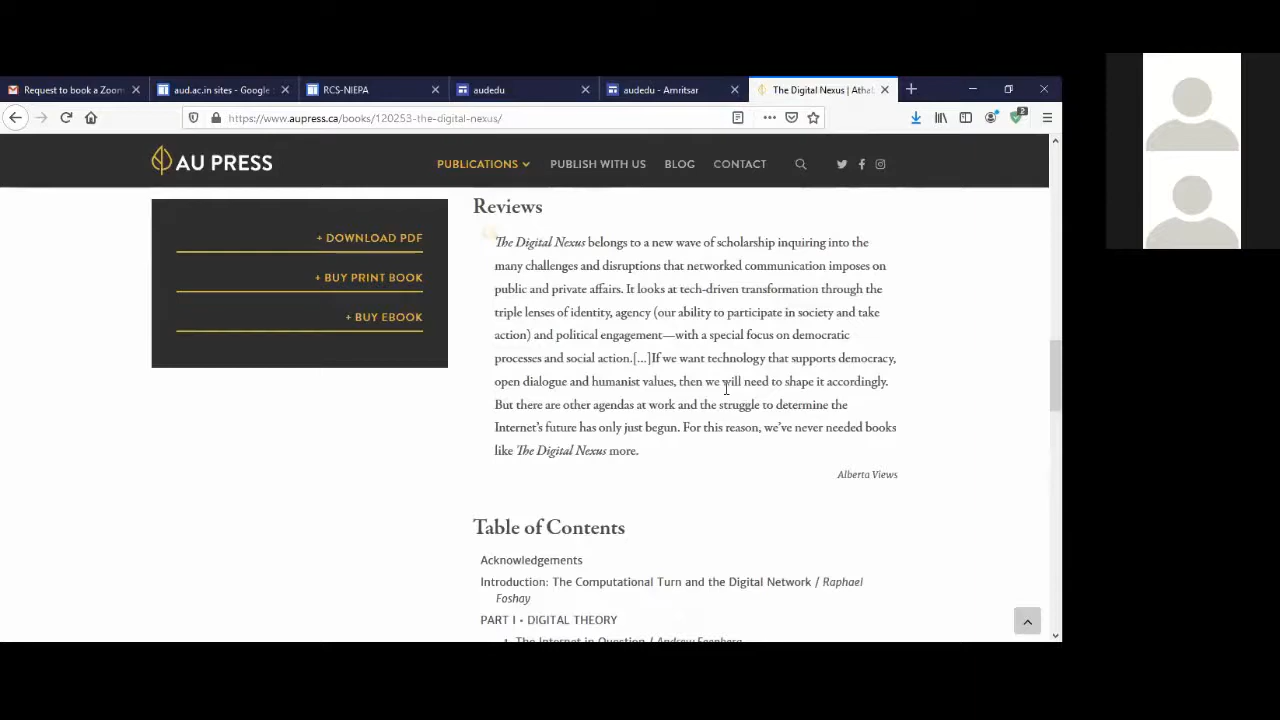 Request to book a Zoom
aud.ac.in sites - Google
RCS-NIEPA
audedu
audedu - Amritsar
The Digital Nexus | Atha
https://www.aupress.ca/books/120253-the-digital-nexus/
2
AU PRESS
PUBLICATIONS
PUBLISH WITH US
BLOG
CONTACT
+ DOWNLOAD PDF
+ BUY PRINT BOOK
+ BUY EBOOK
Reviews
The Digital Nexus belongs to a new wave of scholarship inquiring into the
many challenges and disruptions that networked communication imposes on
public and private affairs. It looks at tech-driven transformation through the
triple lenses of identity, agency (our ability to participate in society and take
action) and political engagement—with a special focus on democratic
processes and social action.[…]If we want technology that supports democracy,
open dialogue and humanist values, then we will need to shape it accordingly.
But there are other agendas at work and the struggle to determine the
Internet’s future has only just begun. For this reason, we’ve never needed books
like The Digital Nexus more.
Alberta Views
Table of Contents
Acknowledgements
Introduction: The Computational Turn and the Digital Network / Raphael
Foshay
PART I • DIGITAL THEORY
1. The Internet in Question / Andrew Feenberg